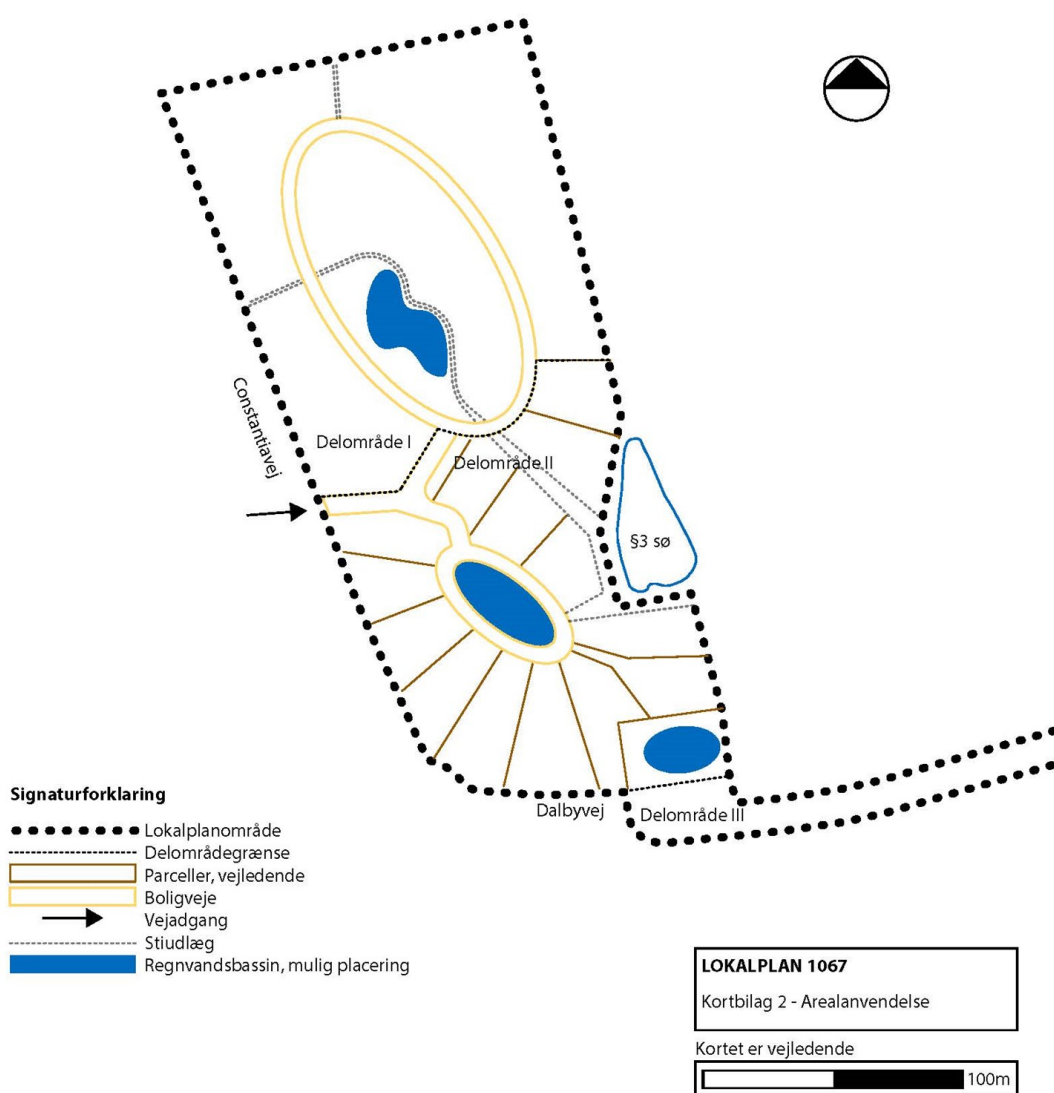 Constantiavej
Delområde I
Delområde II
§3 sø
Dalbyvej
Delområde III
Signaturforklaring
Lokalplanområde
Delområdegrænse
Parceller, vejledende
Boligveje
Vejadgang
Stiudlæg
Regnvandsbassin, mulig placering
LOKALPLAN 1067
Kortbilag 2 - Arealanvendelse
Kortet er vejledende
100m